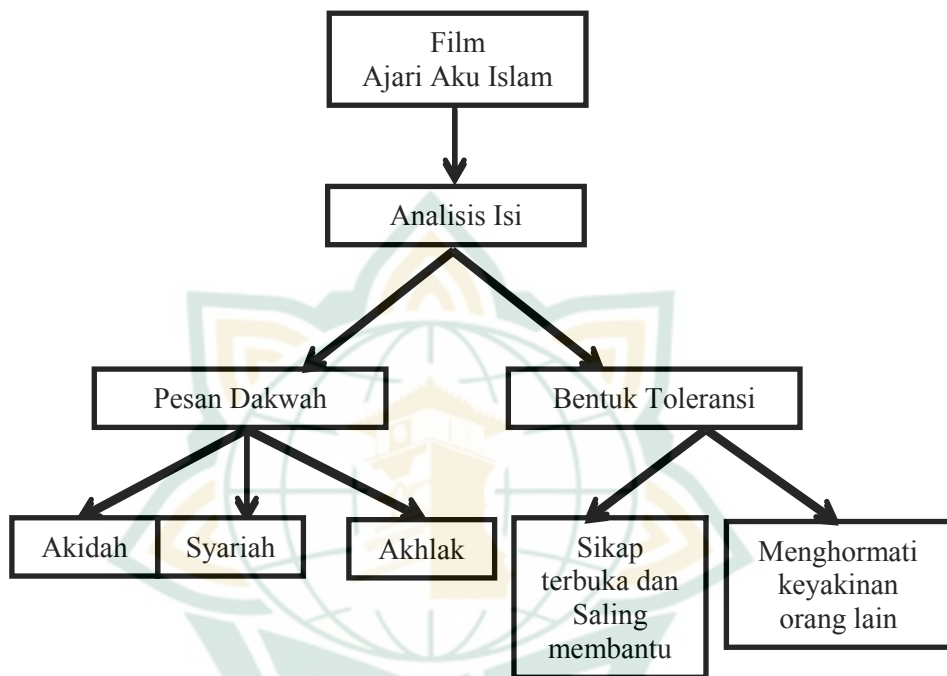 Film
Ajari Aku Islam
Analisis Isi
Pesan Dakwah
Bentuk Toleransi
Akidah
Syariah
Akhlak
Sikap
terbuka dan
Saling
membantu
Menghormati
keyakinan
orang lain